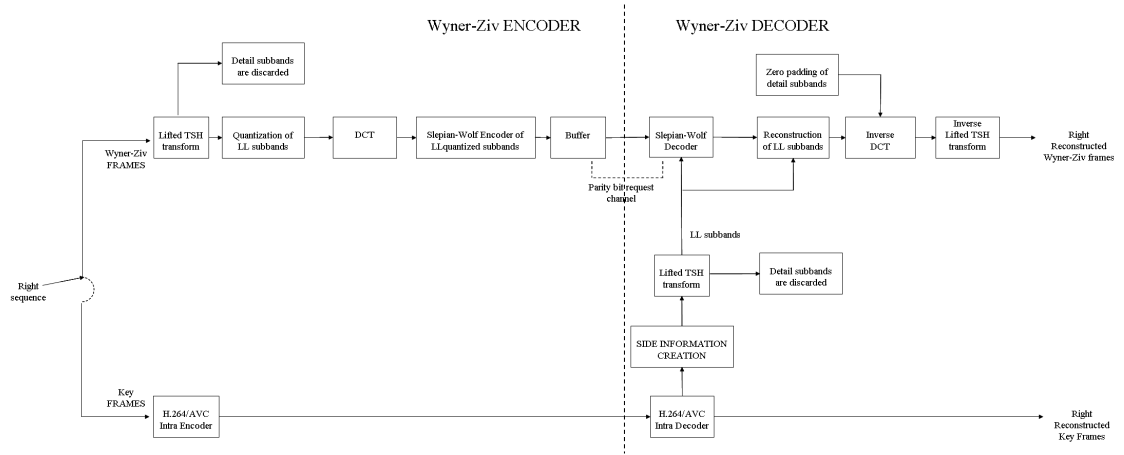 Wyner-Ziv ENCODER
Wyner-Ziv DECODER
Detail subbands
are discarded
Zero padding of
detail subbands
Lifted TSH
transform
Quantization of
LL subbands
DCT
Slepian-Wolf Encoder of
LLquantized subbands
Buffer
Slepian-Wolf
Decoder
Reconstruction
of LL subbands
Inverse
DCT
Inverse
Lifted TSH
transform
Right
Reconstructed
Wyner-Ziv frames
Wyner-Ziv
FRAMES
Parity bit request
channel
LL subbands
Lifted TSH
transform
Detail subbands
are discarded
Right
sequence
SIDE INFORMATION
CREATION
Key
FRAMES
H.264/AVC
Intra Encoder
H.264/AVC
Intra Decoder
Right
Reconstructed
Key Frames